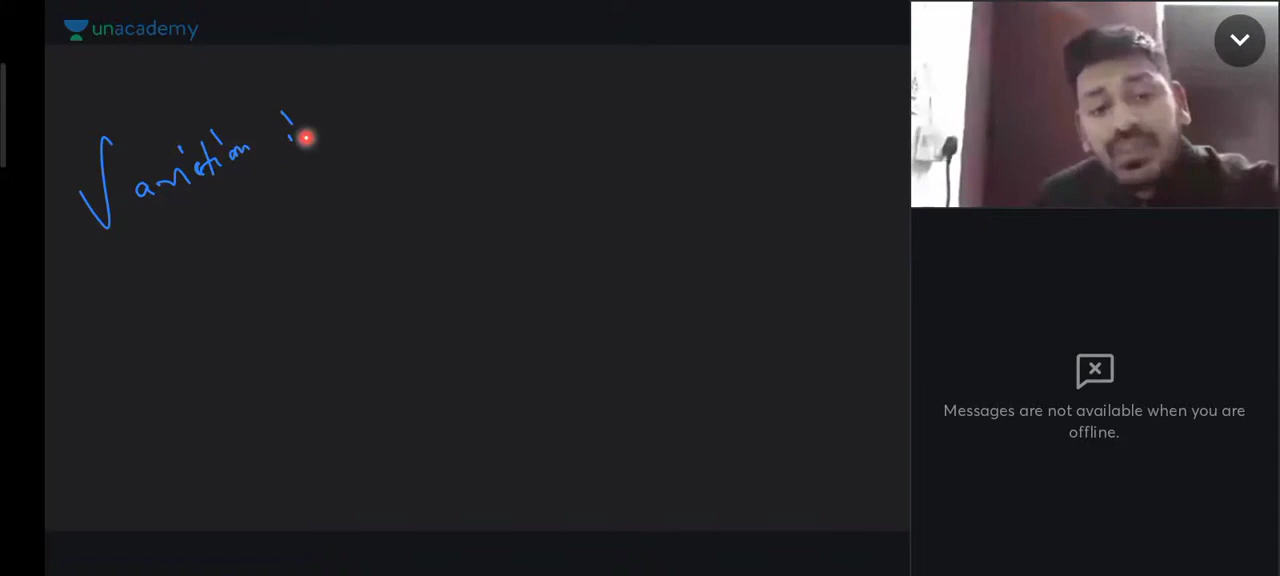 unacademy
Variation :
Messages are not available when you are
offline.